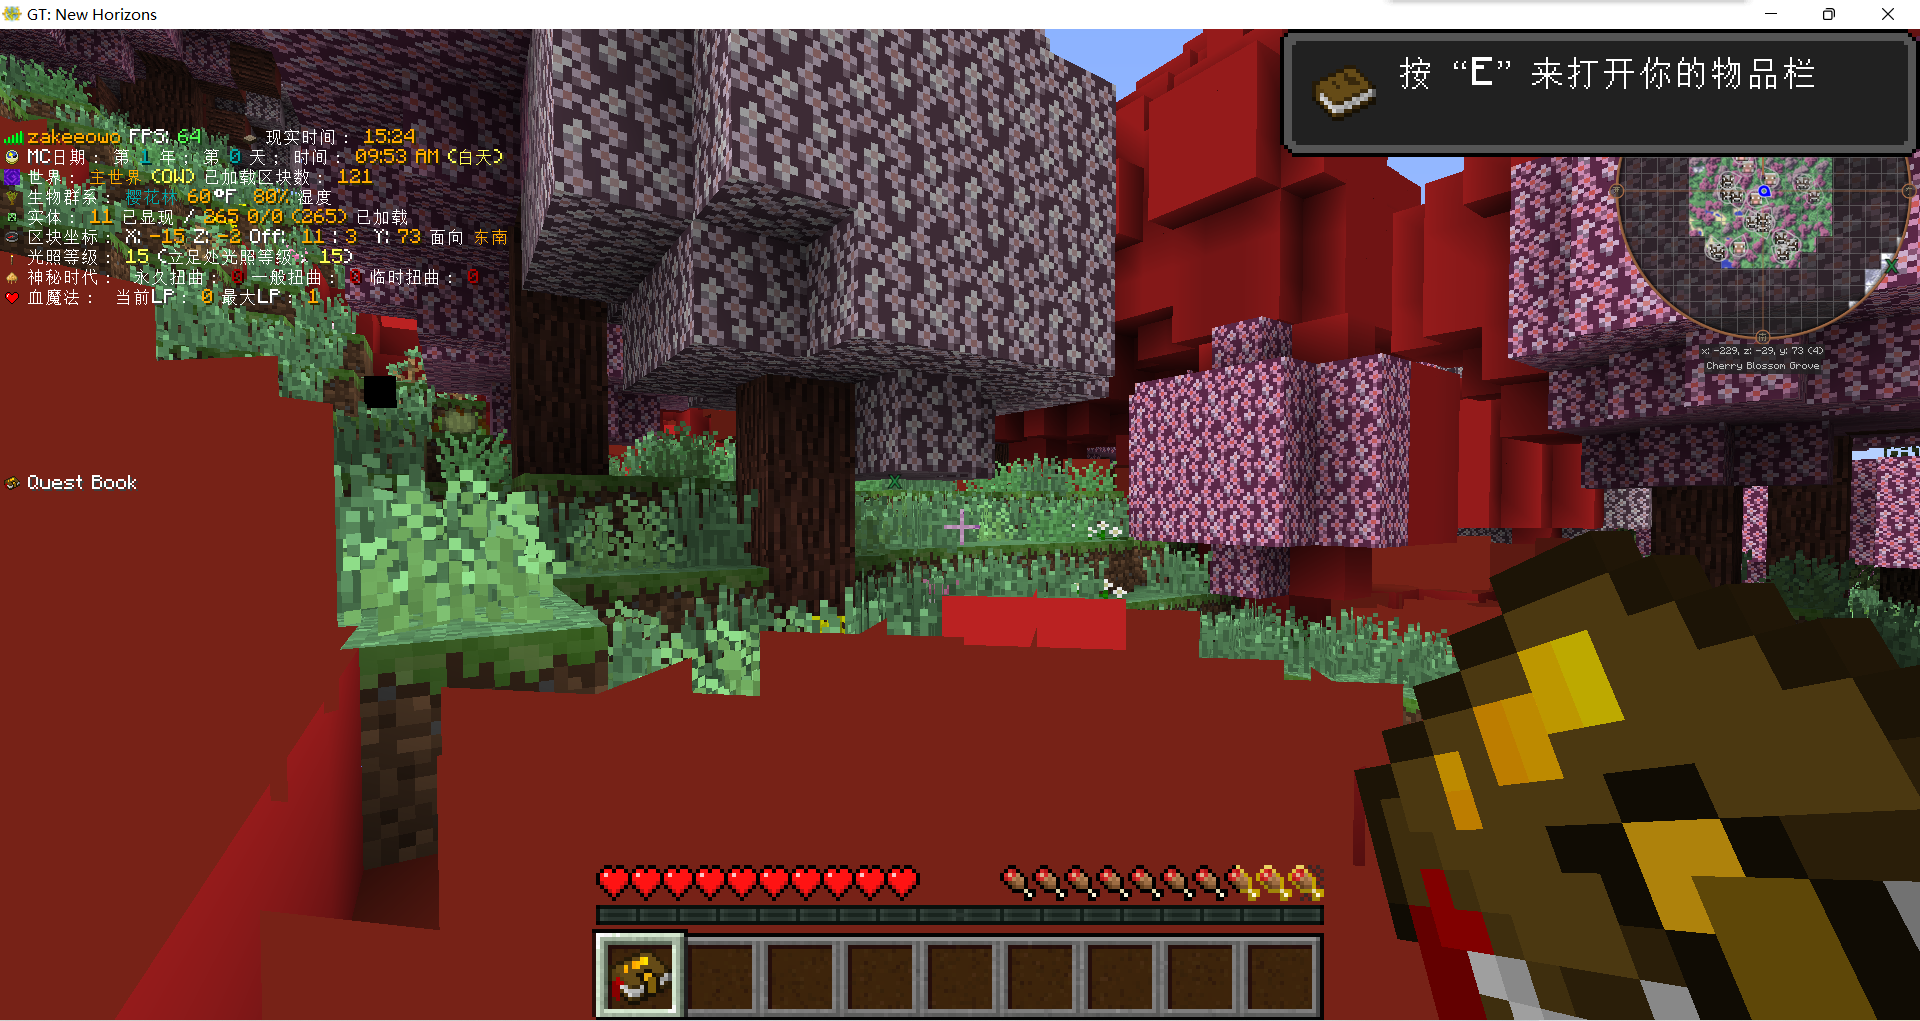 GT: New Horizons
按 “E” 来打开你的物品栏
zakeeowo FPS: 64 现实时间： 15:24
MC日期： 第 1 年； 第 0 天； 时间： 09:53 AM (白天)
世界： 主世界 (OW) 已加载区块数： 121
生物群系： 樱花林 60°F 80% 湿度
实体： 11 已显现 / 265 0/0 (265) 已加载
区块坐标： X: -15 Z: -2 Off: 11 : 3 Y: 73 面向 东南
光照等级： 15 (立足处光照等级： 15)
神秘时代： 永久扭曲： 0 一般扭曲： 0 临时扭曲： 0
血魔法： 当前LP： 0 最大LP： 1
x: -229, z: -29, y: 73 (4)
Cherry Blossom Grove
Quest Book